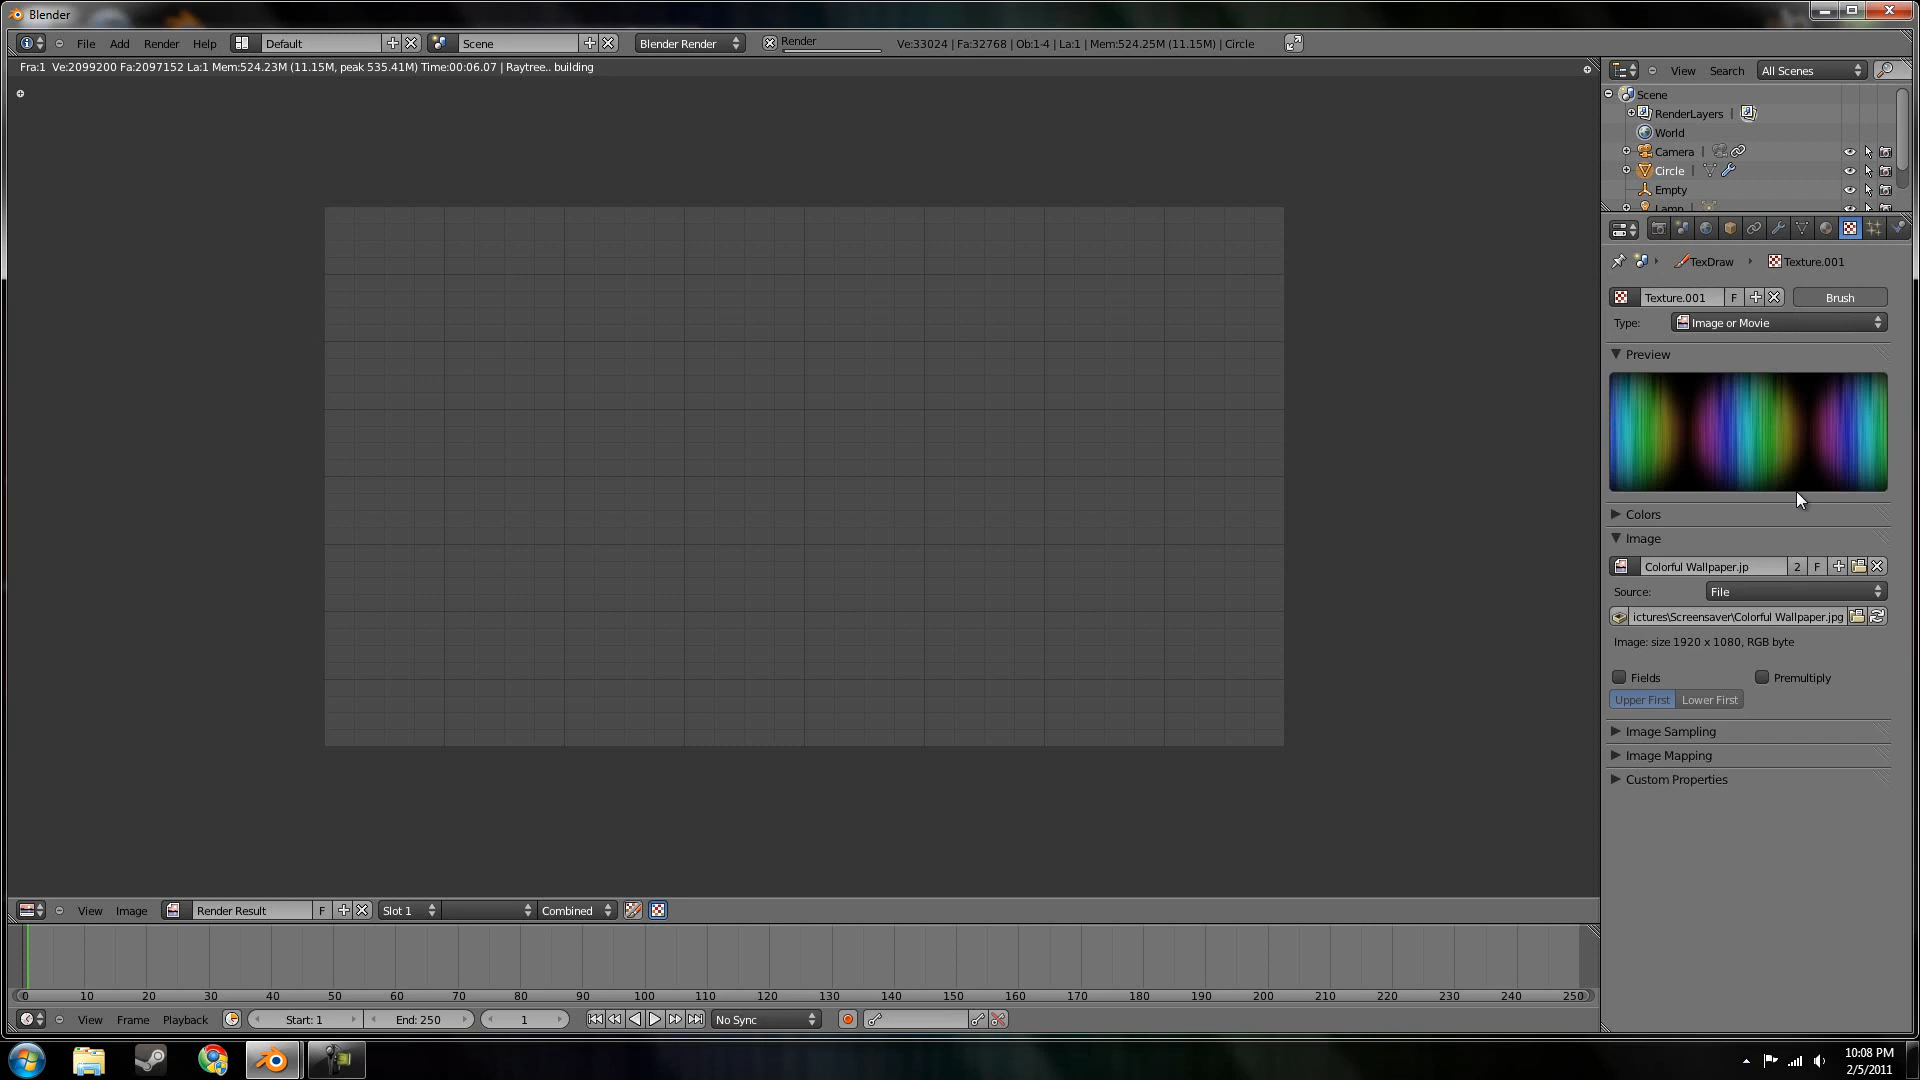 Blender
File Add Render Help Default Scene Blender Render Render Ve:33024 | Fa:32768 | Ob:1-4 | La:1 | Mem:524.25M (11.15M) | Circle
Fra:1 Ve:2099200 Fa:2097152 La:1 Mem:524.23M (11.15M, peak 535.41M) Time:00:06.07 | Raytree.. building
View Search All Scenes
Scene
RenderLayers |
World
Camera |
Circle |
Empty
Lamp |
TexDraw Texture.001
Texture.001 F Brush
Type: Image or Movie
Preview
Colors
Image
Colorful Wallpaper.jp 2 F
Source: File
ictures\Screensaver\Colorful Wallpaper.jpg
Image: size 1920 x 1080, RGB byte
Fields Premultiply
Upper First Lower First
Image Sampling
Image Mapping
Custom Properties
View Image Render Result F Slot 1 Combined
0 10 20 30 40 50 60 70 80 90 100 110 120 130 140 150 160 170 180 190 200 210 220 230 240 250
View Frame Playback Start: 1 End: 250 1 No Sync
10:08 PM
2/5/2011